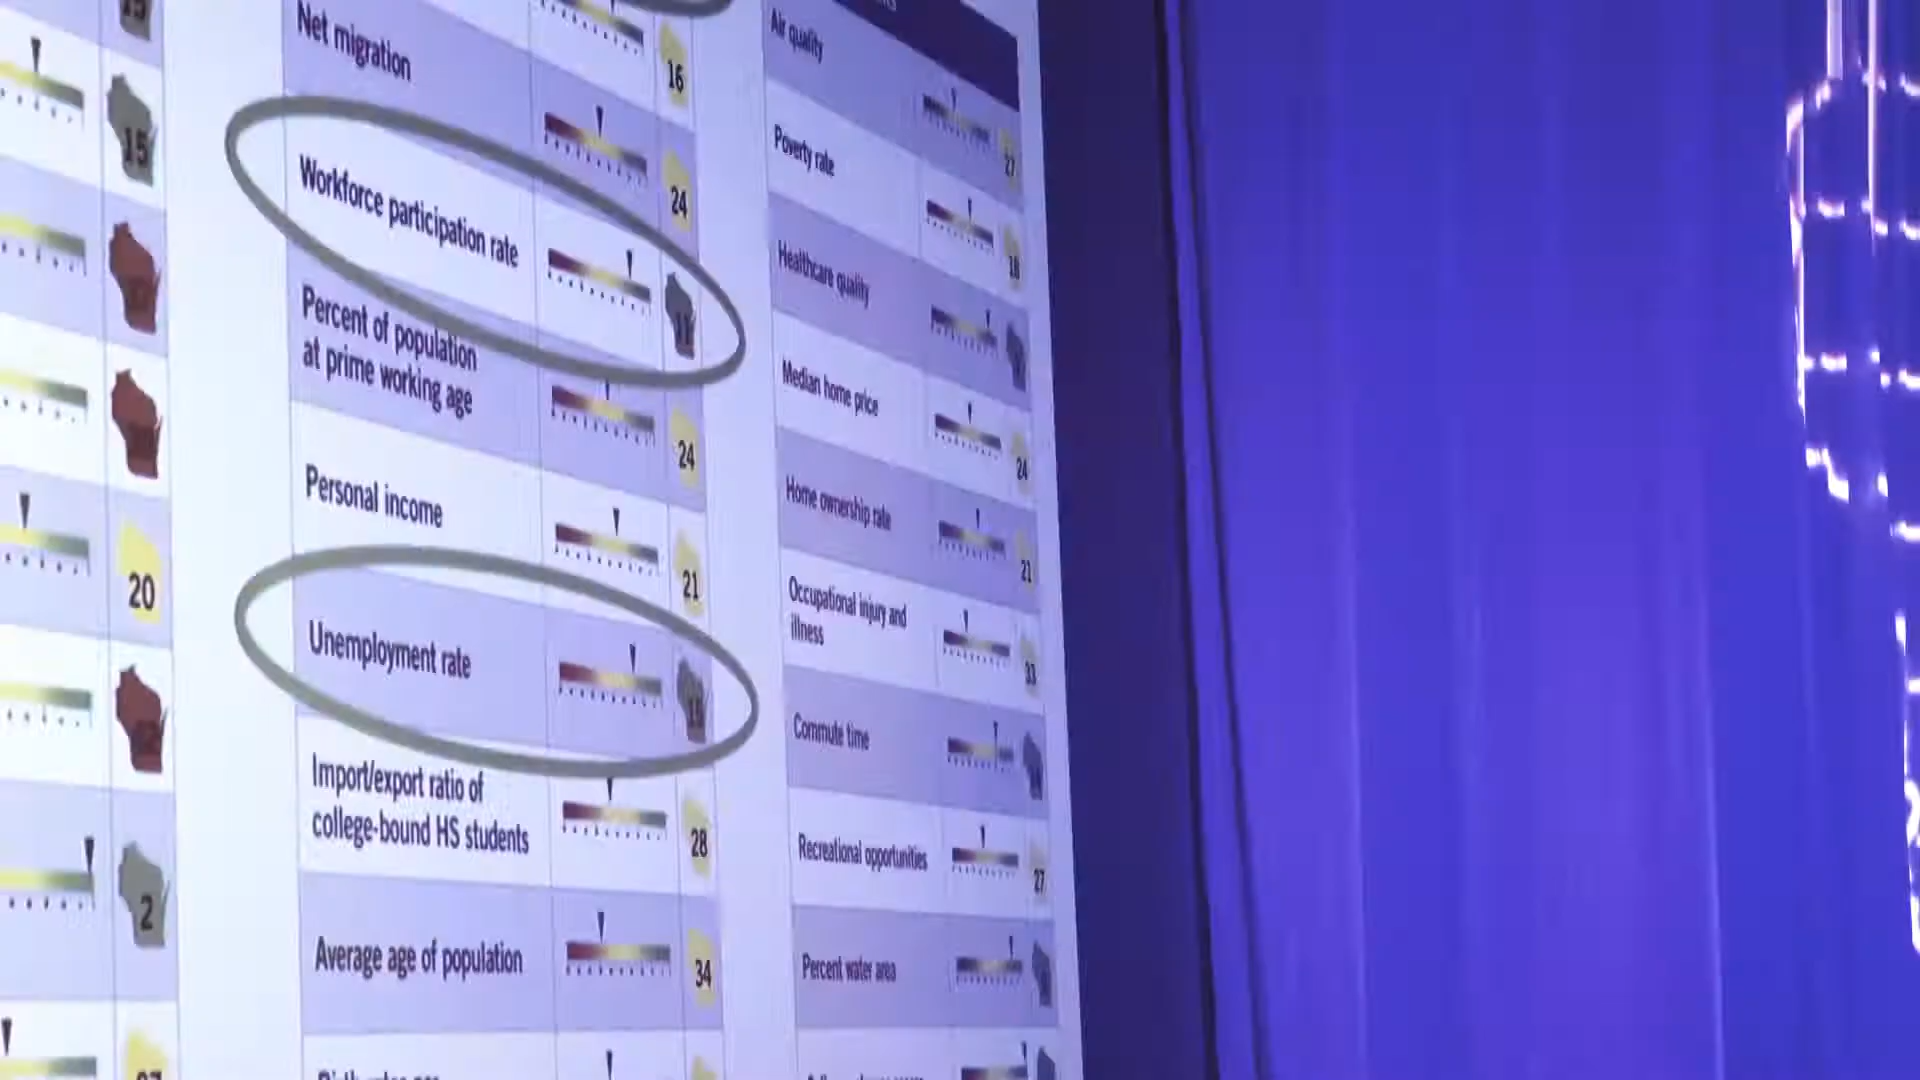 15
20
2
Net migration
16
24
Workforce participation rate
11
Percent of population
at prime working age
24
Personal income
21
Unemployment rate
Import/export ratio of
college-bound HS students
28
Average age of population
34
Air quality
27
Poverty rate
18
Healthcare quality
Median home price
24
Home ownership rate
21
Occupational injury and
illness
33
Commute time
Recreational opportunities
27
Percent water area